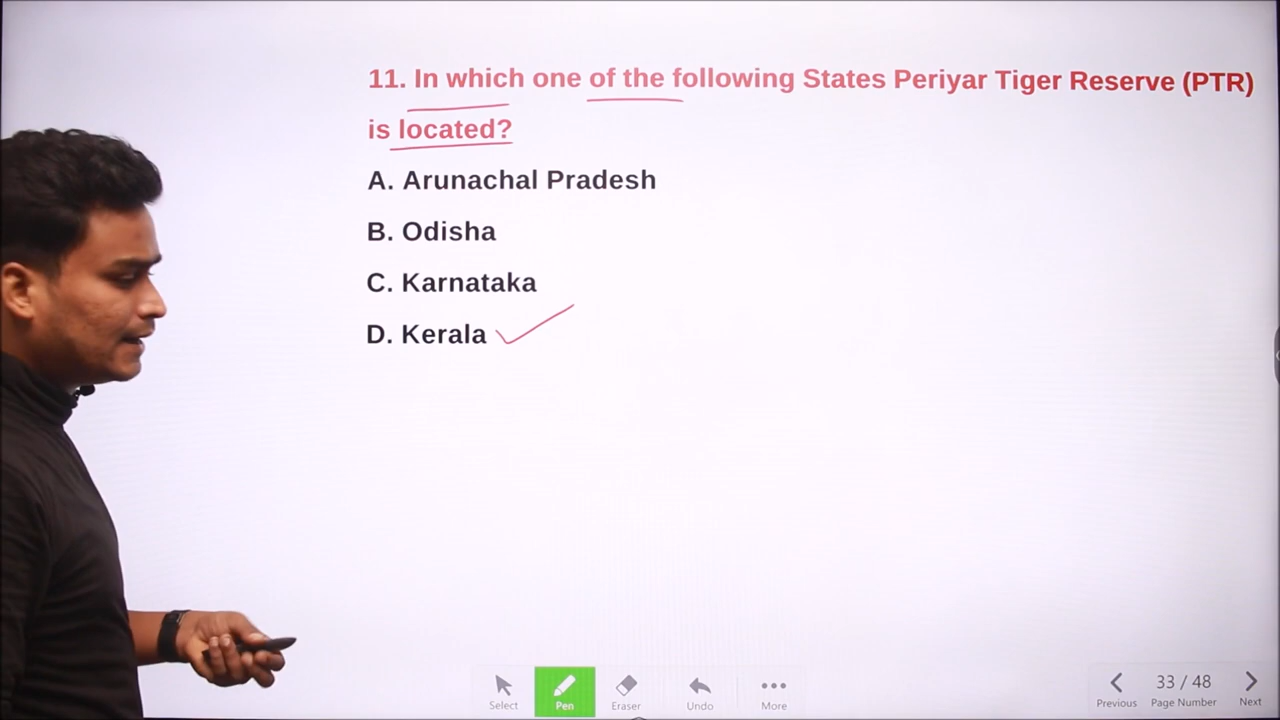 11. In which one of the following States Periyar Tiger Reserve (PTR)
is located?
A. Arunachal Pradesh
B. Odisha
C. Karnataka
D. Kerala
Select
Pen
Eraser
Undo
More
Previous
33 / 48
Page Number
Next